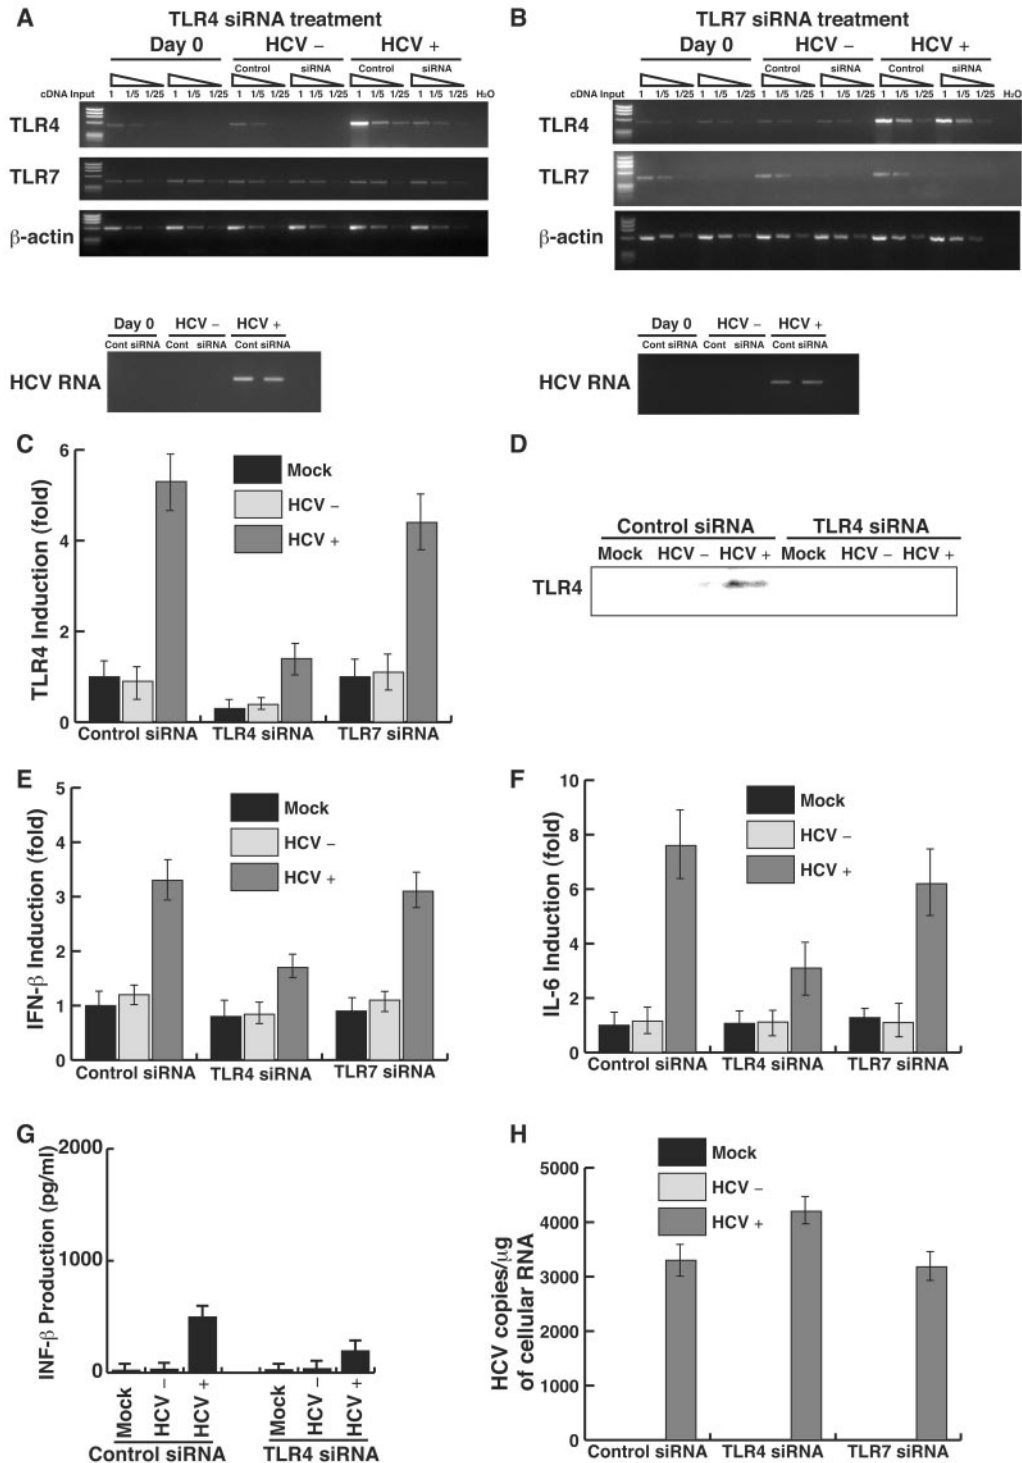 A
TLR4 siRNA treatment
Day 0 HCV – HCV +
Control siRNA Control siRNA
cDNA Input 1 1/5 1/25 1 1/5 1/25 1 1/5 1/25 1 1/5 1/25 1 1/5 1/25 1 1/5 1/25 H₂O
TLR4
TLR7
β-actin
Day 0 HCV – HCV +
Cont siRNA Cont siRNA Cont siRNA
HCV RNA
B
TLR7 siRNA treatment
Day 0 HCV – HCV +
Control siRNA Control siRNA
cDNA Input 1 1/5 1/25 1 1/5 1/25 1 1/5 1/25 1 1/5 1/25 1 1/5 1/25 1 1/5 1/25 H₂O
TLR4
TLR7
β-actin
Day 0 HCV – HCV +
Cont siRNA Cont siRNA Cont siRNA
HCV RNA
C
TLR4 Induction (fold)
6
4
2
0
Mock
HCV –
HCV +
Control siRNA TLR4 siRNA TLR7 siRNA
D
Control siRNA TLR4 siRNA
Mock HCV – HCV + Mock HCV – HCV +
TLR4
E
IFN-β Induction (fold)
5
4
3
2
1
0
Mock
HCV –
HCV +
Control siRNA TLR4 siRNA TLR7 siRNA
F
IL-6 Induction (fold)
10
8
6
4
2
0
Mock
HCV –
HCV +
Control siRNA TLR4 siRNA TLR7 siRNA
G
INF-β Production (pg/ml)
2000
1000
0
Mock HCV – HCV + Mock HCV – HCV +
Control siRNA TLR4 siRNA
H
HCV copies/μg
of cellular RNA
5000
4000
3000
2000
1000
0
Mock
HCV –
HCV +
Control siRNA TLR4 siRNA TLR7 siRNA